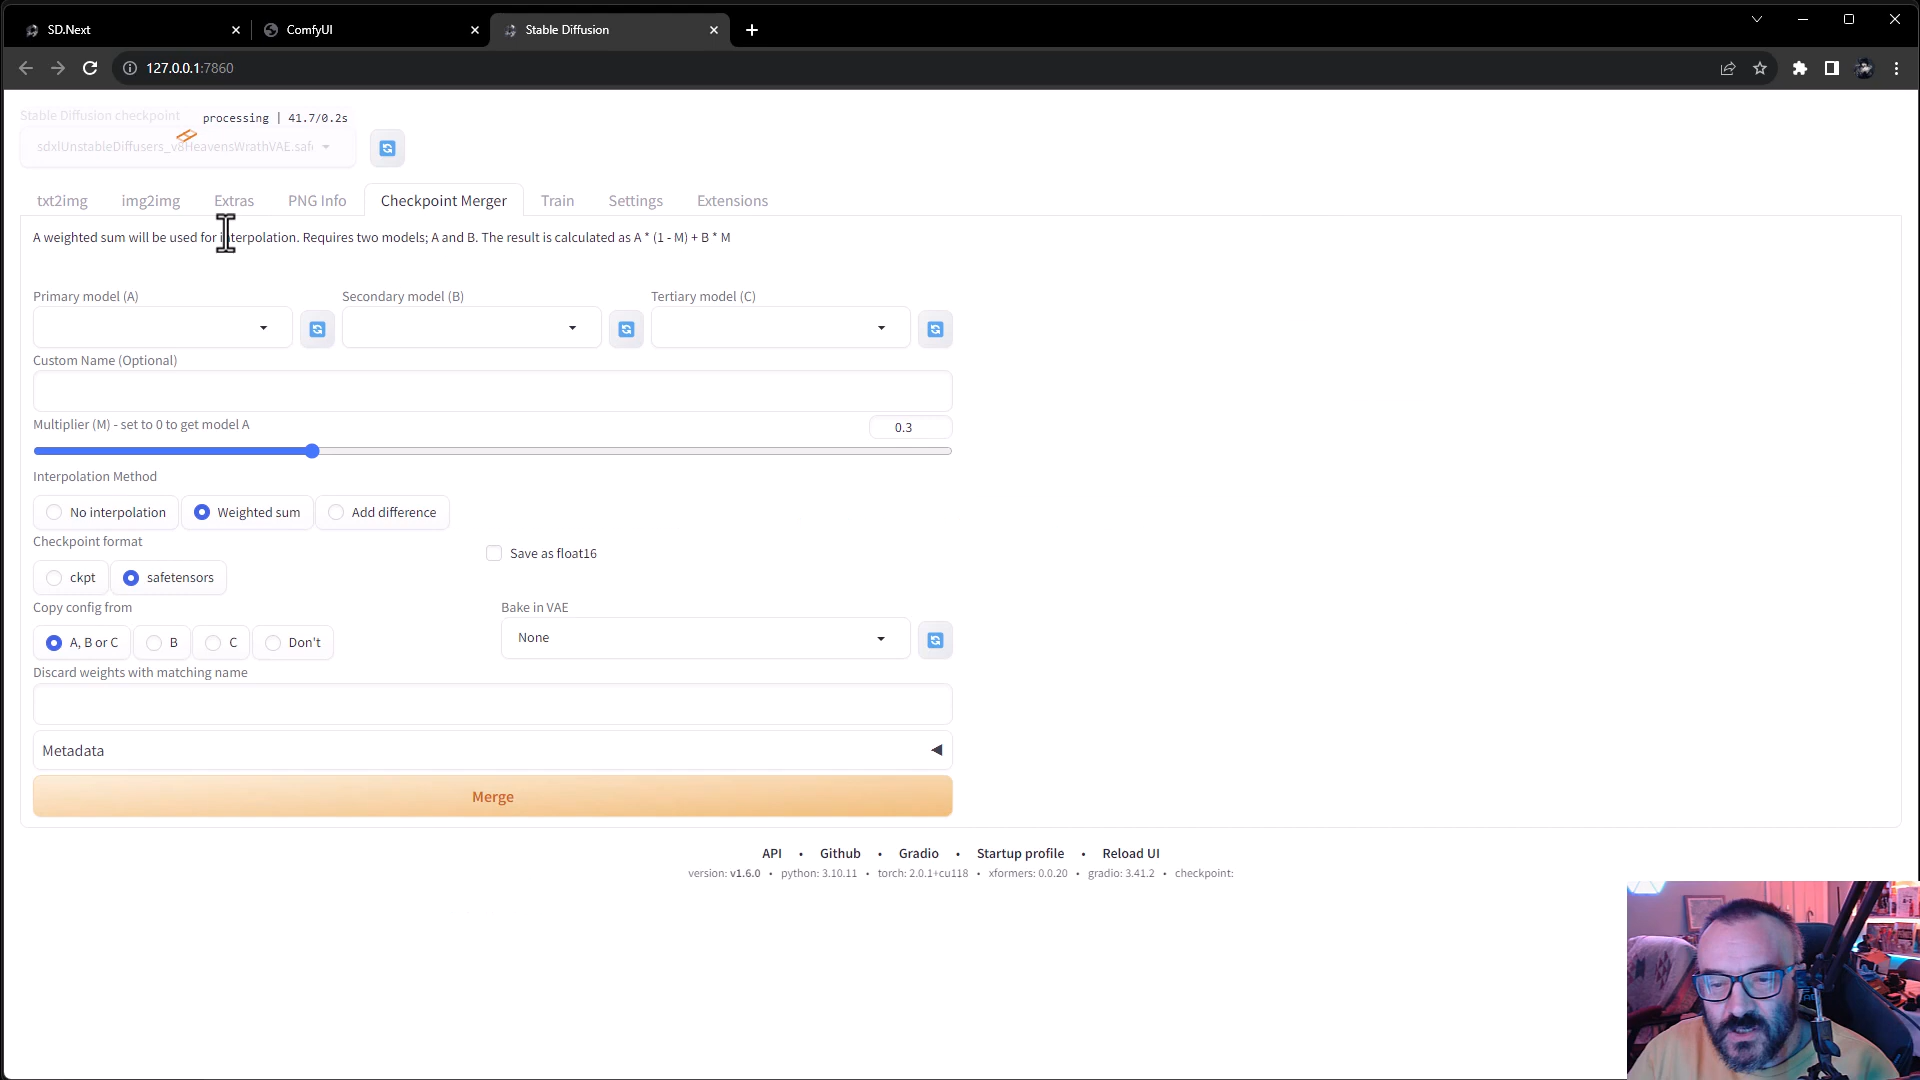 SD.Next
ComfyUI
Stable Diffusion
127.0.0.1:7860
Stable Diffusion checkpoint
processing | 41.7/0.2s
sdxlUnstableDiffusers_v8HeavensWrathVAE.safe
txt2img
img2img
Extras
PNG Info
Checkpoint Merger
Train
Settings
Extensions
A weighted sum will be used for interpolation. Requires two models; A and B. The result is calculated as A * (1 - M) + B * M
Primary model (A)
Secondary model (B)
Tertiary model (C)
Custom Name (Optional)
Multiplier (M) - set to 0 to get model A
0.3
Interpolation Method
No interpolation
Weighted sum
Add difference
Checkpoint format
Save as float16
ckpt
safetensors
Copy config from
Bake in VAE
A, B or C
B
C
Don't
None
Discard weights with matching name
Metadata
Merge
API • Github • Gradio • Startup profile • Reload UI
version: v1.6.0 • python: 3.10.11 • torch: 2.0.1+cu118 • xformers: 0.0.20 • gradio: 3.41.2 • checkpoint: